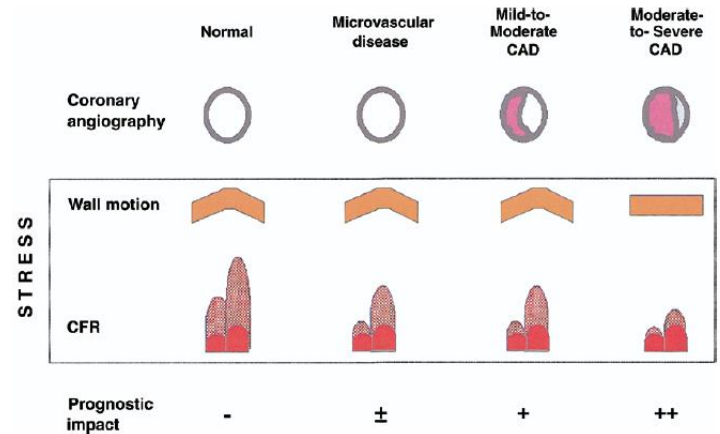 Normal
Microvascular
disease
Mild-to-
Moderate
CAD
Moderate-
to- Severe
CAD
Coronary
angiography
STRESS
Wall motion
CFR
Prognostic
impact
-
±
+
++